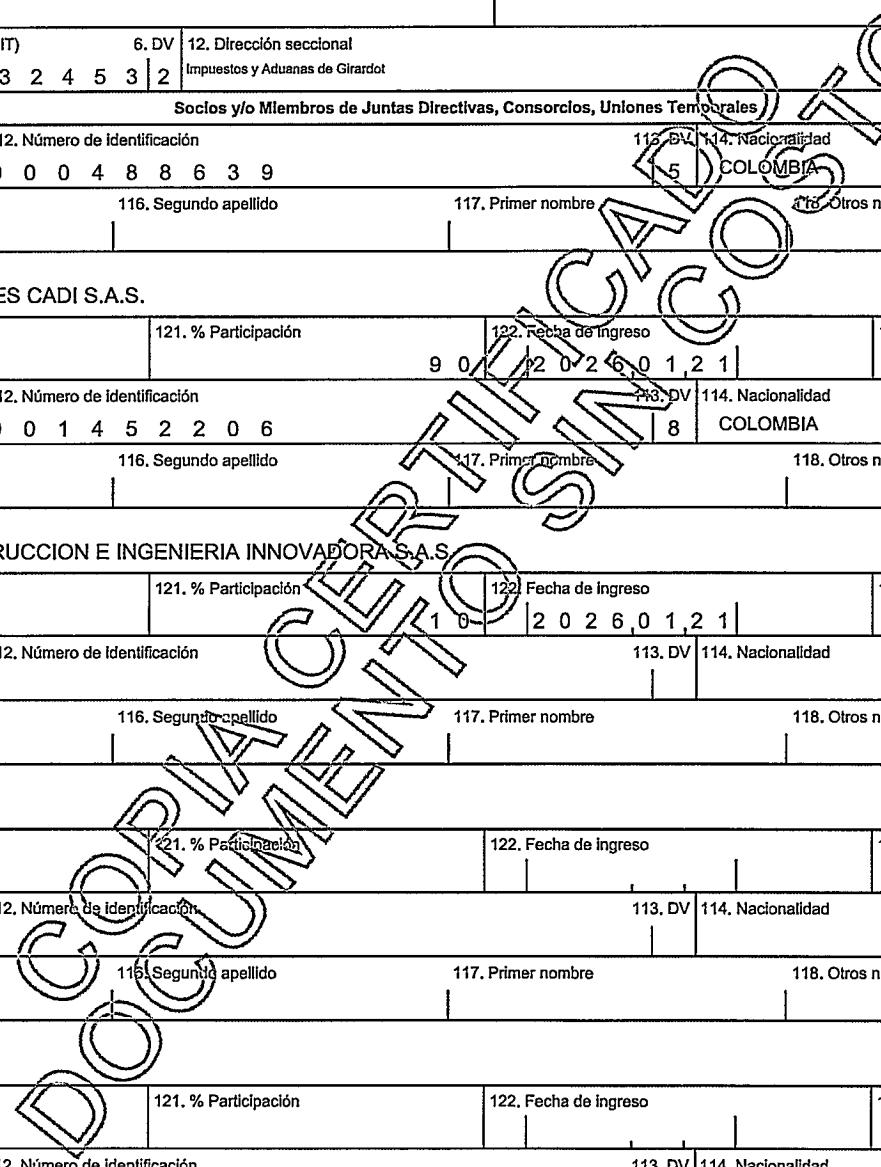 IT) 6. DV 12. Dirección seccional
3 2 4 5 3 2 Impuestos y Aduanas de Girardot
Socios y/o Miembros de Juntas Directivas, Consorcios, Uniones Temporales
12. Número de identificación 113. DV 114. Nacionalidad
0 0 0 4 8 8 6 3 9 5 COLOMBIA
116. Segundo apellido 117. Primer nombre 118. Otros n
ES CADI S.A.S.
121. % Participación 122. Fecha de ingreso
9 0 2 0 2 6 0 1 2 1
12. Número de identificación 113. DV 114. Nacionalidad
0 0 1 4 5 2 2 0 6 8 COLOMBIA
116. Segundo apellido 117. Primer nombre 118. Otros n
RUCCION E INGENIERIA INNOVADORA S.A.S.
121. % Participación 122. Fecha de ingreso
1 0 2 0 2 6 0 1 2 1
12. Número de identificación 113. DV 114. Nacionalidad
116. Segundo apellido 117. Primer nombre 118. Otros n
121. % Participación 122. Fecha de ingreso
12. Número de identificación 113. DV 114. Nacionalidad
116. Segundo apellido 117. Primer nombre 118. Otros n
121. % Participación 122. Fecha de ingreso
12. Número de identificación 113. DV 114. Nacionalidad
COPIA CERTIFICADO
DOCUMENTO SIN COSTO